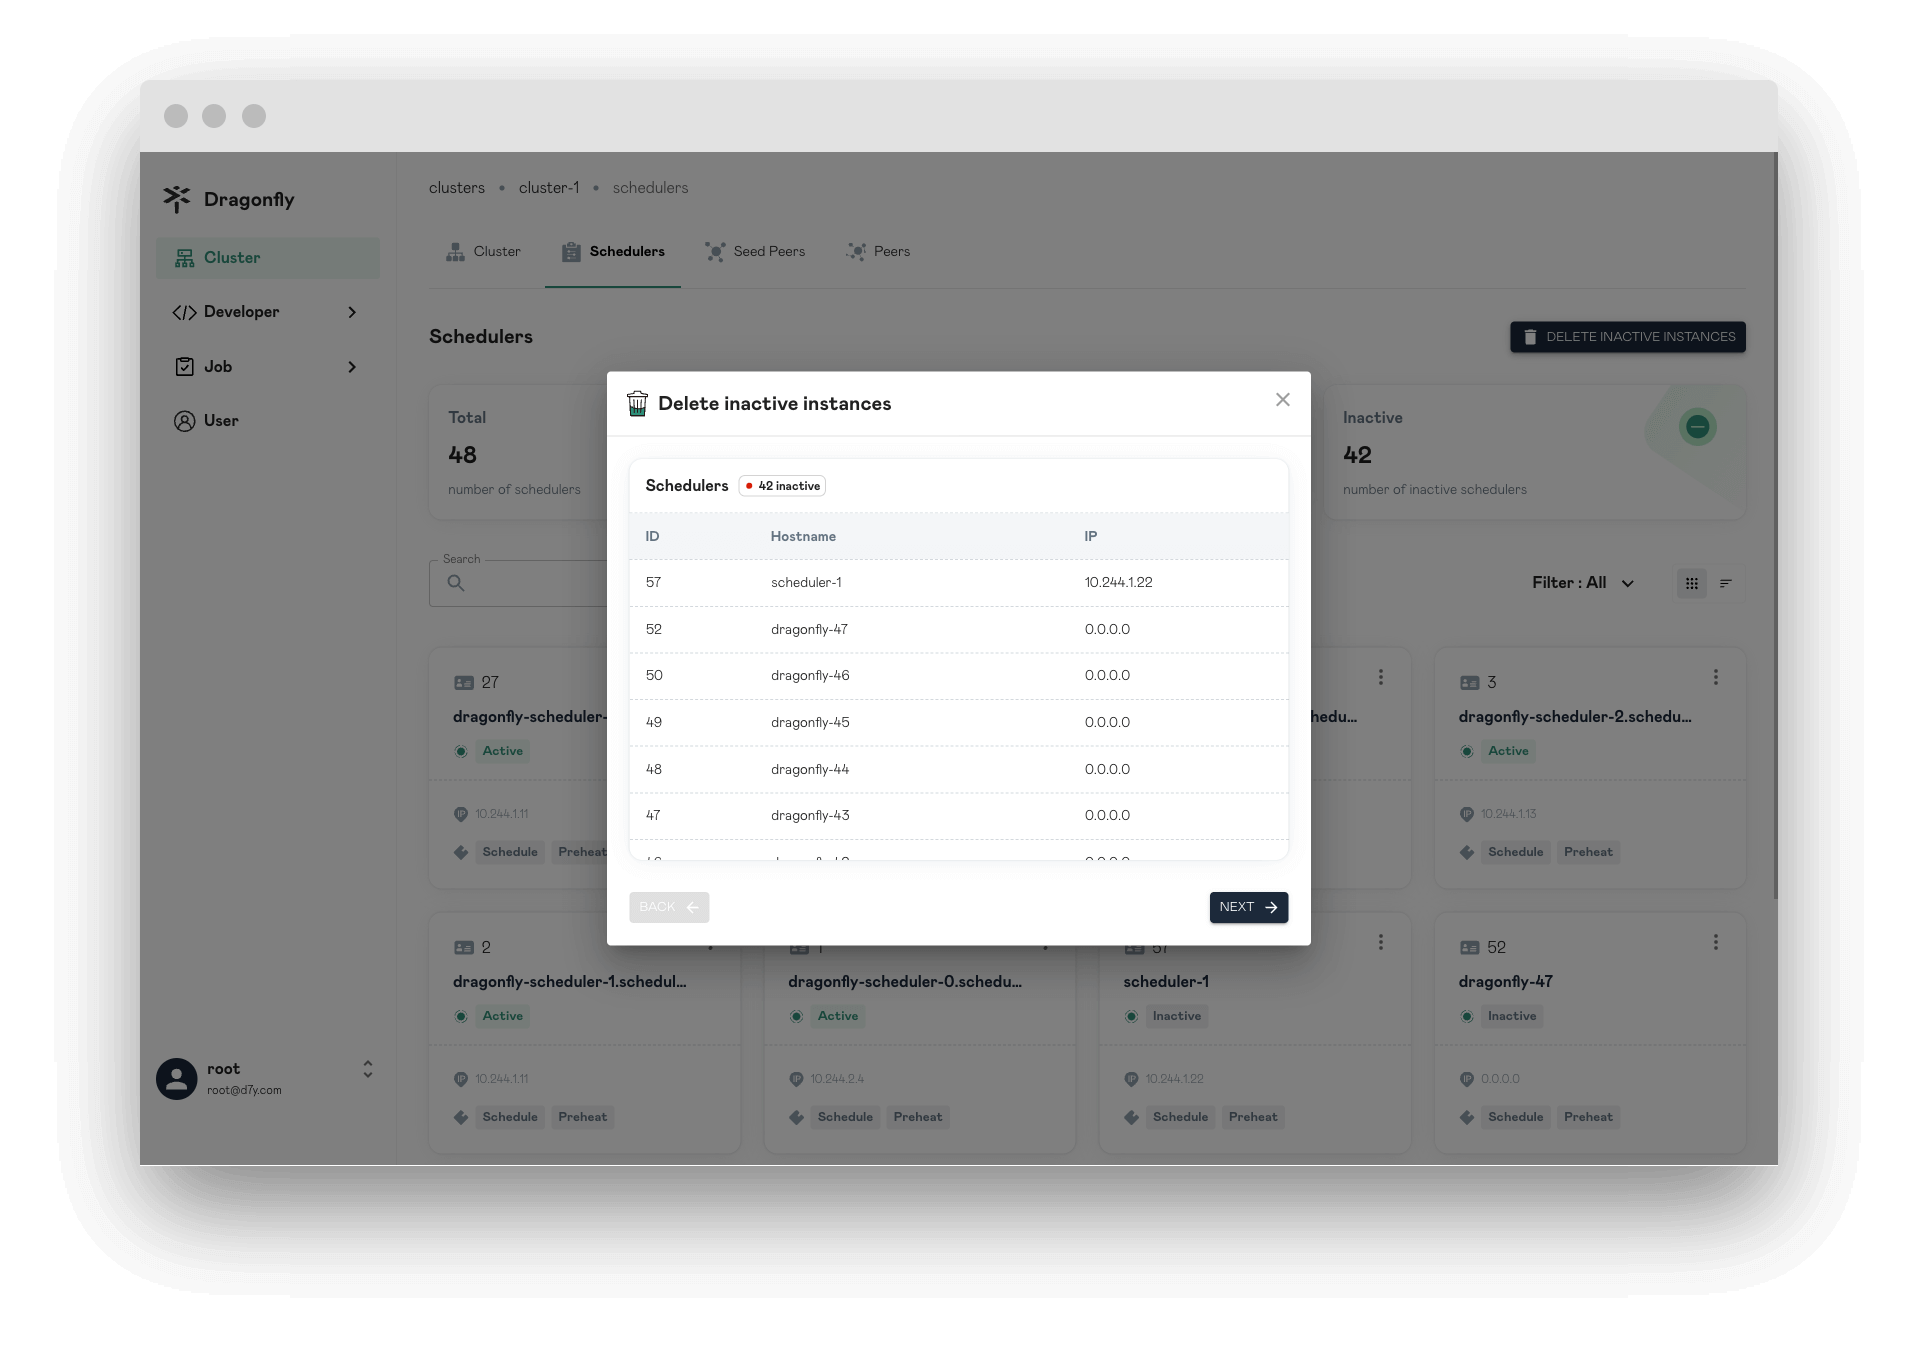 Dragonfly
Cluster
Developer
Job
User
root
root@d7y.com
clusters • cluster-1 • schedulers
Cluster Schedulers Seed Peers Peers
Schedulers
DELETE INACTIVE INSTANCES
Total
48
number of schedulers
Inactive
42
number of inactive schedulers
Search
Filter : All
Delete inactive instances
Schedulers 42 inactive
ID Hostname IP
57 scheduler-1 10.244.1.22
52 dragonfly-47 0.0.0.0
50 dragonfly-46 0.0.0.0
49 dragonfly-45 0.0.0.0
48 dragonfly-44 0.0.0.0
47 dragonfly-43 0.0.0.0
BACK
NEXT
27
dragonfly-scheduler-
Active
IP 10.244.1.11
Schedule Preheat
hedu...
3
dragonfly-scheduler-2.schedu...
Active
IP 10.244.1.13
Schedule Preheat
2
dragonfly-scheduler-1.schedul...
Active
IP 10.244.1.11
Schedule Preheat
dragonfly-scheduler-0.schedu...
Active
IP 10.244.2.4
Schedule Preheat
57
scheduler-1
Inactive
IP 10.244.1.22
Schedule Preheat
52
dragonfly-47
Inactive
IP 0.0.0.0
Schedule Preheat